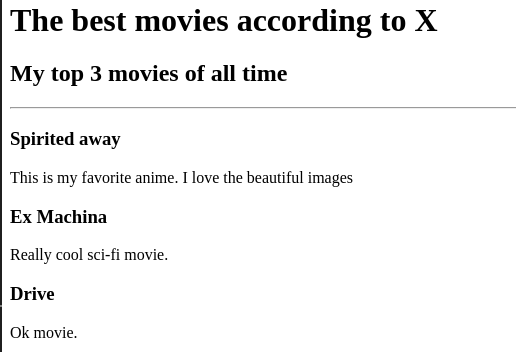 The best movies according to X
My top 3 movies of all time
Spirited away
This is my favorite anime. I love the beautiful images
Ex Machina
Really cool sci-fi movie.
Drive
Ok movie.